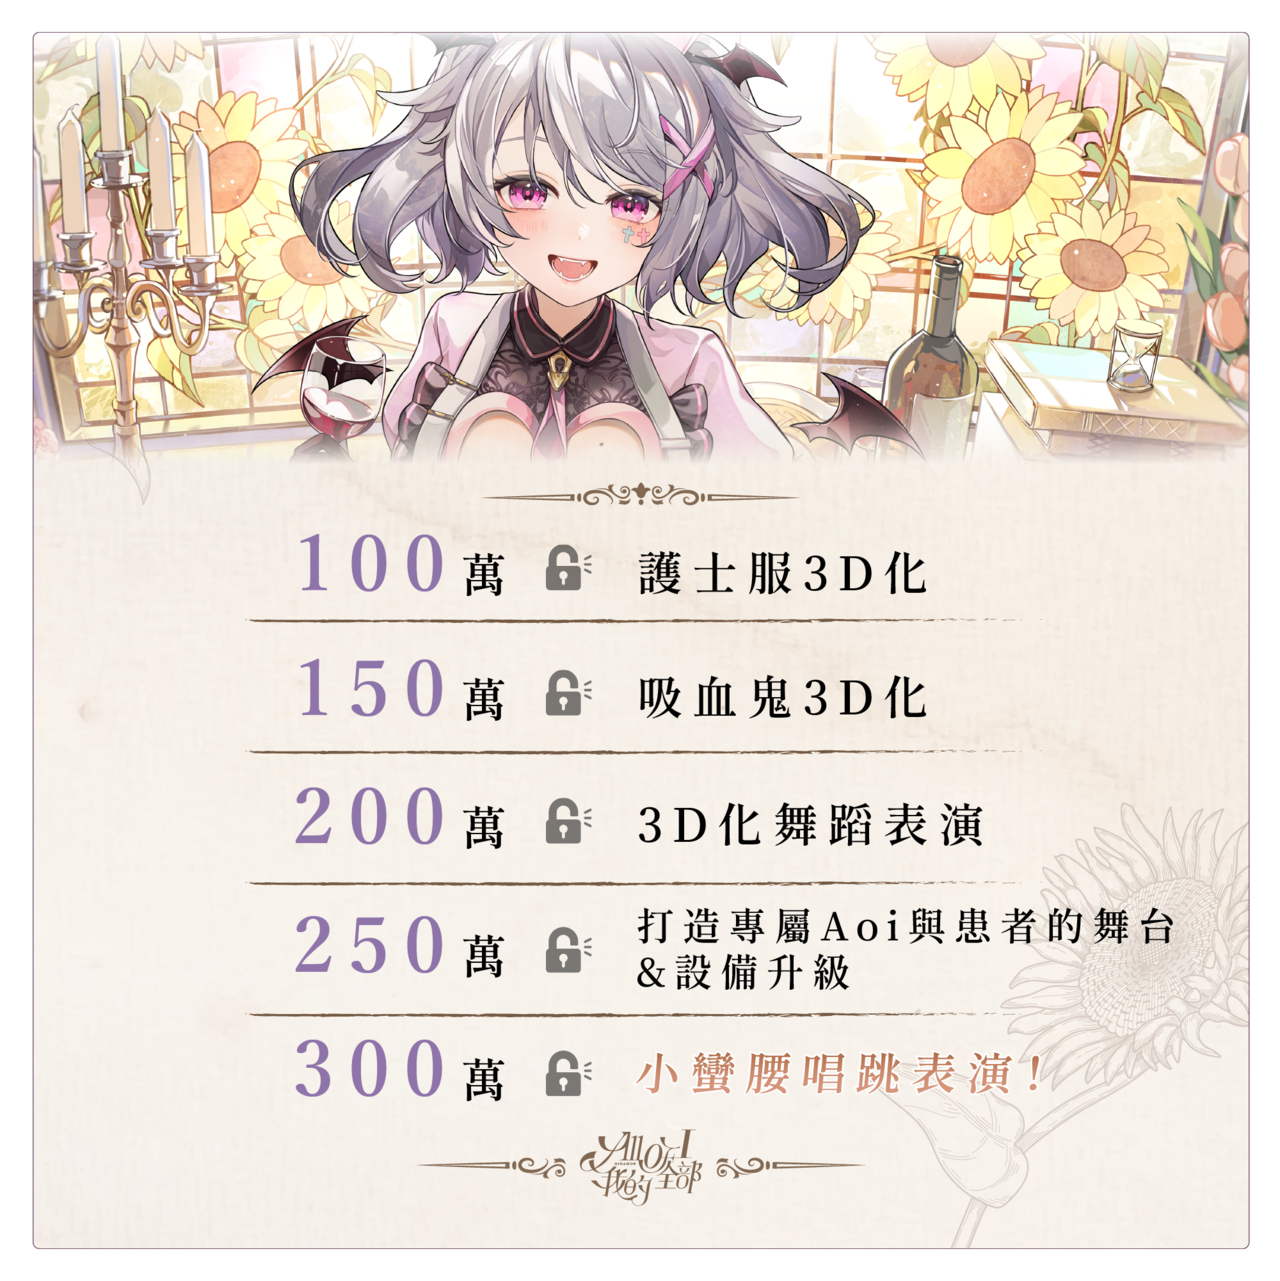 100萬 護士服3D化
150萬 吸血鬼3D化
200萬 3D化舞蹈表演
250萬 打造專屬Aoi與患者的舞台
&設備升級
300萬 小蠻腰唱跳表演!
All of I
我的全部